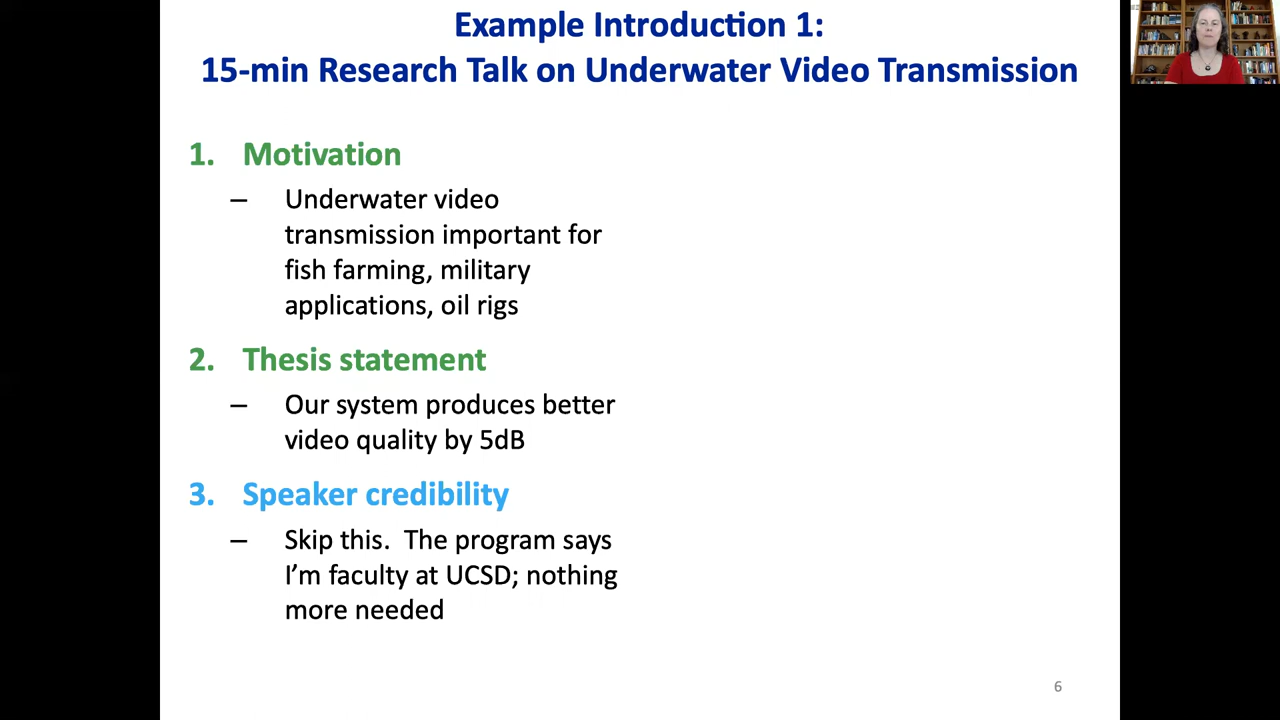 Example Introduction 1:
15-min Research Talk on Underwater Video Transmission
1. Motivation
– Underwater video
transmission important for
fish farming, military
applications, oil rigs
2. Thesis statement
– Our system produces better
video quality by 5dB
3. Speaker credibility
– Skip this. The program says
I’m faculty at UCSD; nothing
more needed
6